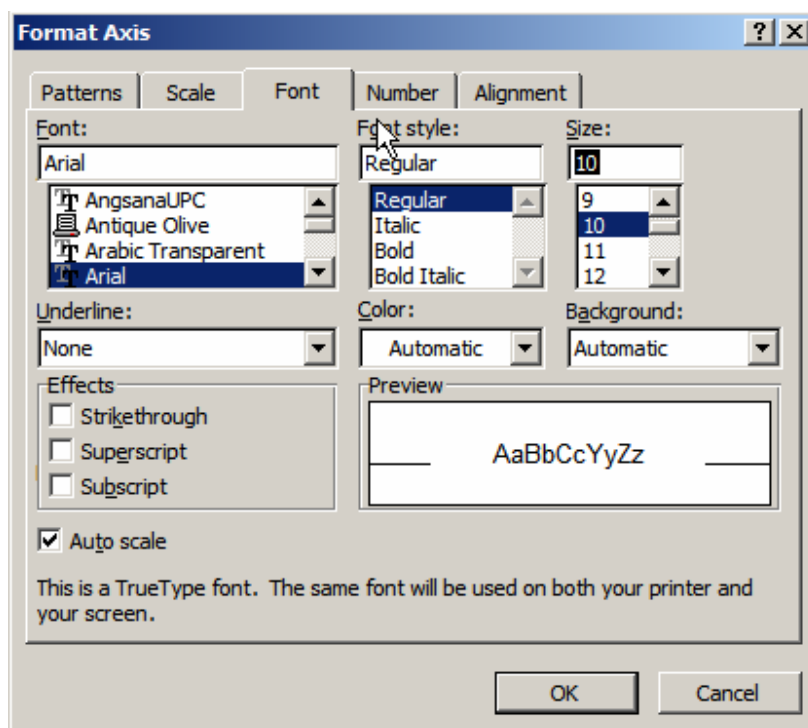 Format Axis
Patterns Scale Font Number Alignment
Font: Font style: Size:
Arial Regular 10
AngsanaUPC Regular 9
Antique Olive Italic 10
Arabic Transparent Bold 11
Arial Bold Italic 12
Underline: Color: Background:
None Automatic Automatic
Effects Preview
Strikethrough
Superscript AaBbCcYyZz
Subscript
Auto scale
This is a TrueType font. The same font will be used on both your printer and
your screen.
OK Cancel